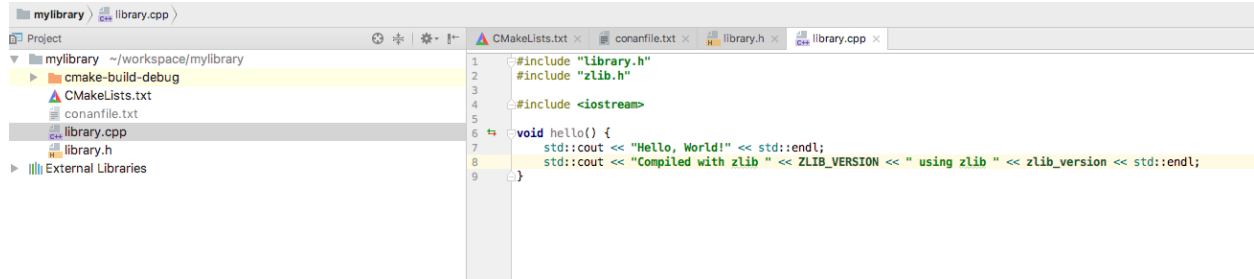 mylibrary library.cpp
Project
CMakeLists.txt conanfile.txt library.h library.cpp
mylibrary ~/workspace/mylibrary
cmake-build-debug
CMakeLists.txt
conanfile.txt
library.cpp
library.h
External Libraries
1 #include "library.h"
2 #include "zlib.h"
3
4 #include <iostream>
5
6 void hello() {
7 std::cout << "Hello, World!" << std::endl;
8 std::cout << "Compiled with zlib " << ZLIB_VERSION << " using zlib " << zlib_version << std::endl;
9 }